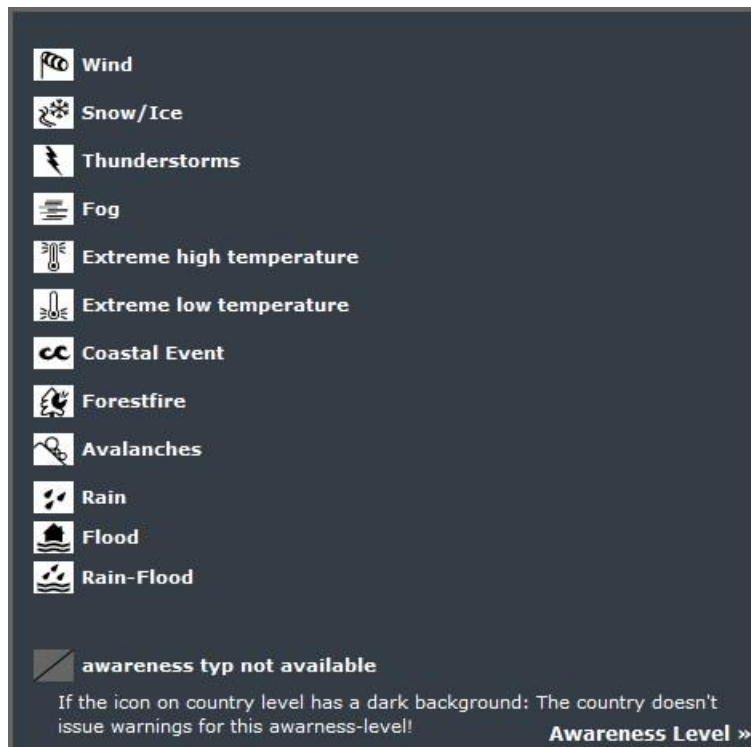 Wind
Snow/Ice
Thunderstorms
Fog
Extreme high temperature
Extreme low temperature
Coastal Event
Forestfire
Avalanches
Rain
Flood
Rain-Flood
awareness typ not available
If the icon on country level has a dark background: The country doesn't
issue warnings for this awarness-level!
Awareness Level »